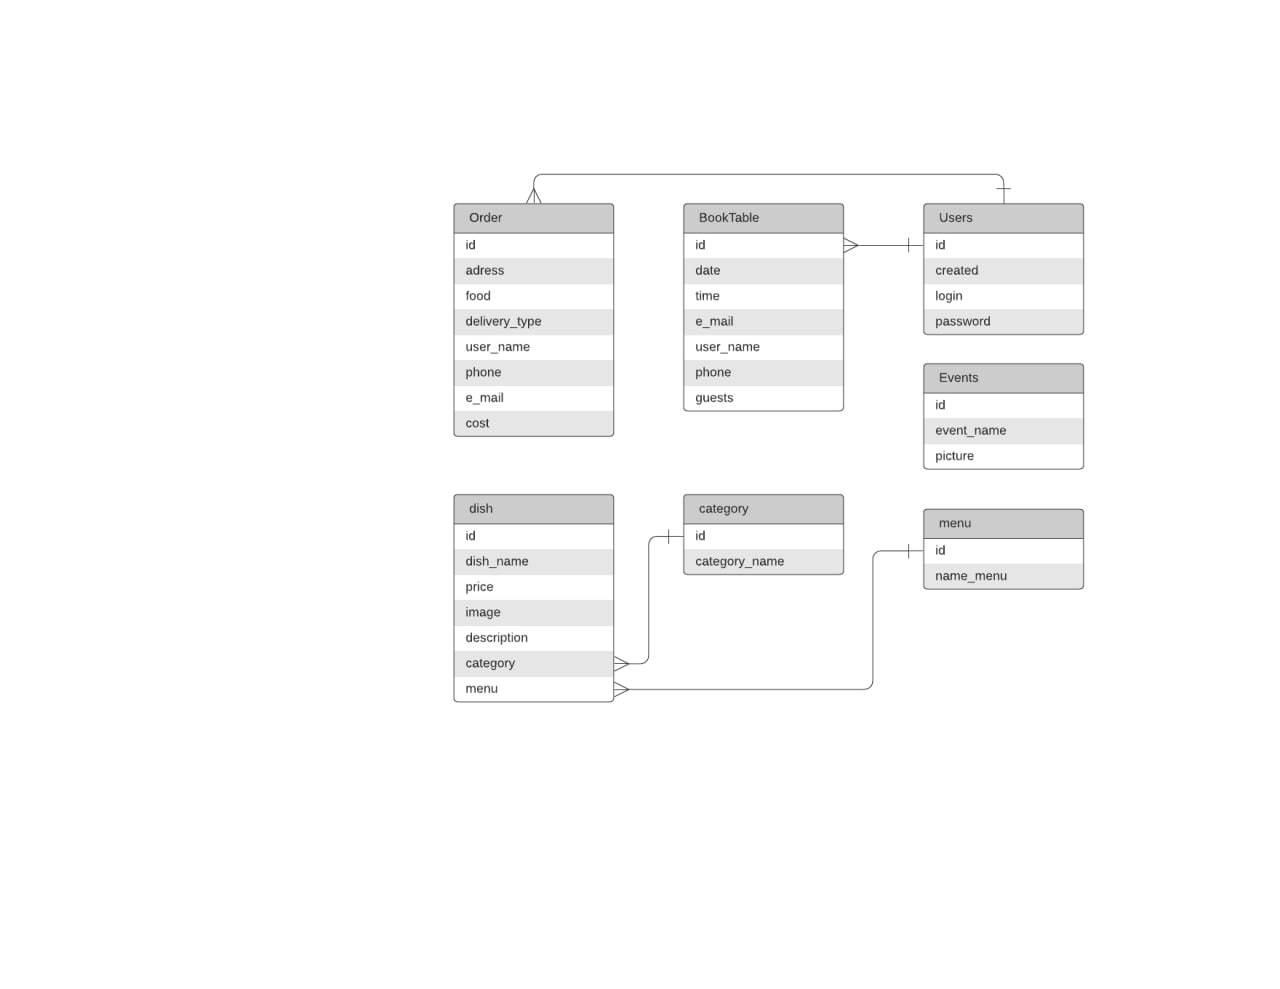 Order
id
adress
food
delivery_type
user_name
phone
e_mail
cost
BookTable
id
date
time
e_mail
user_name
phone
guests
Users
id
created
login
password
Events
id
event_name
picture
dish
id
dish_name
price
image
description
category
menu
category
id
category_name
menu
id
name_menu